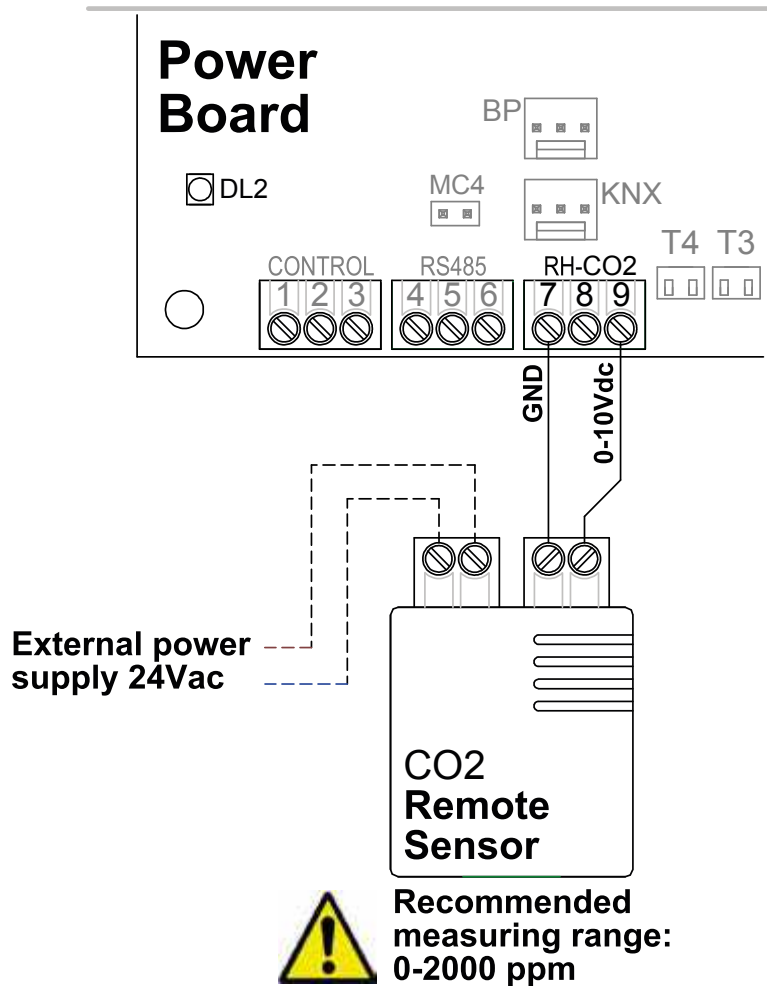 Power
Board
BP
DL2
MC4
KNX
T4 T3
CONTROL RS485 RH-CO2
1 2 3 4 5 6 7 8 9
GND
0-10Vdc
External power
supply 24Vac
CO2
Remote
Sensor
Recommended
measuring range:
0-2000 ppm